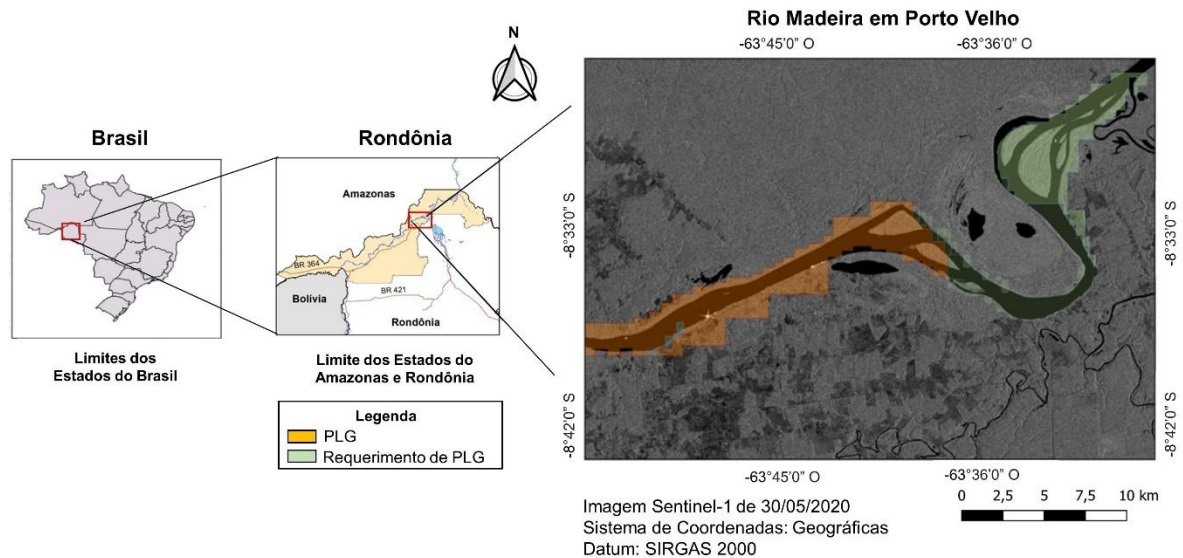 Rio Madeira em Porto Velho
-63°45'0" O
-63°36'0" O
N
Brasil
Rondônia
Amazonas
BR 364
BR 421
Bolívia
Rondônia
-8°33'0" S
-8°33'0" S
-8°42'0" S
-8°42'0" S
Limites dos
Estados do Brasil
Limite dos Estados do
Amazonas e Rondônia
Legenda
PLG
Requerimento de PLG
-63°45'0" O
-63°36'0" O
Imagem Sentinel-1 de 30/05/2020
Sistema de Coordenadas: Geográficas
Datum: SIRGAS 2000
0 2,5 5 7,5 10 km